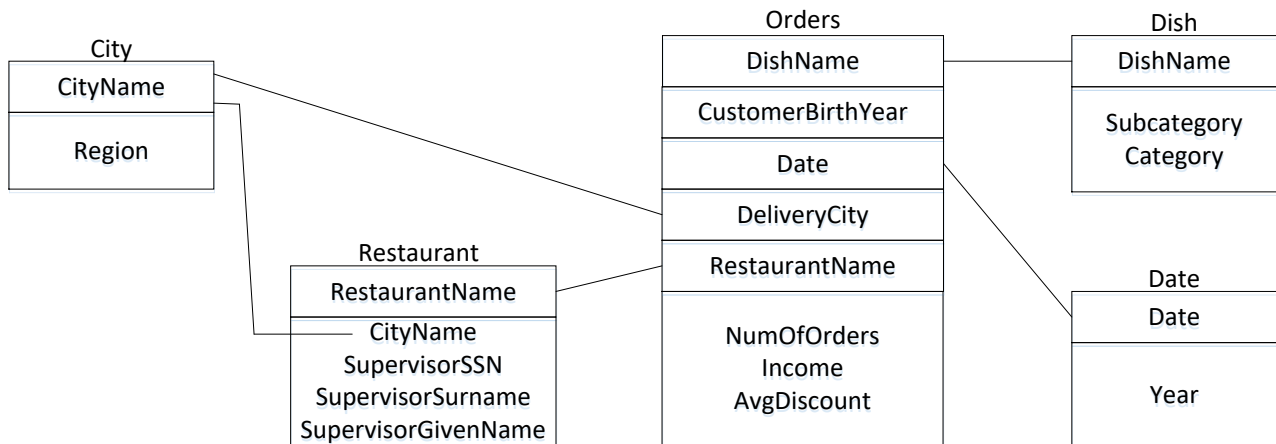 City
CityName
Region
Restaurant
RestaurantName
CityName
SupervisorSSN
SupervisorSurname
SupervisorGivenName
Orders
DishName
CustomerBirthYear
Date
DeliveryCity
RestaurantName
NumOfOrders
Income
AvgDiscount
Dish
DishName
Subcategory
Category
Date
Date
Year